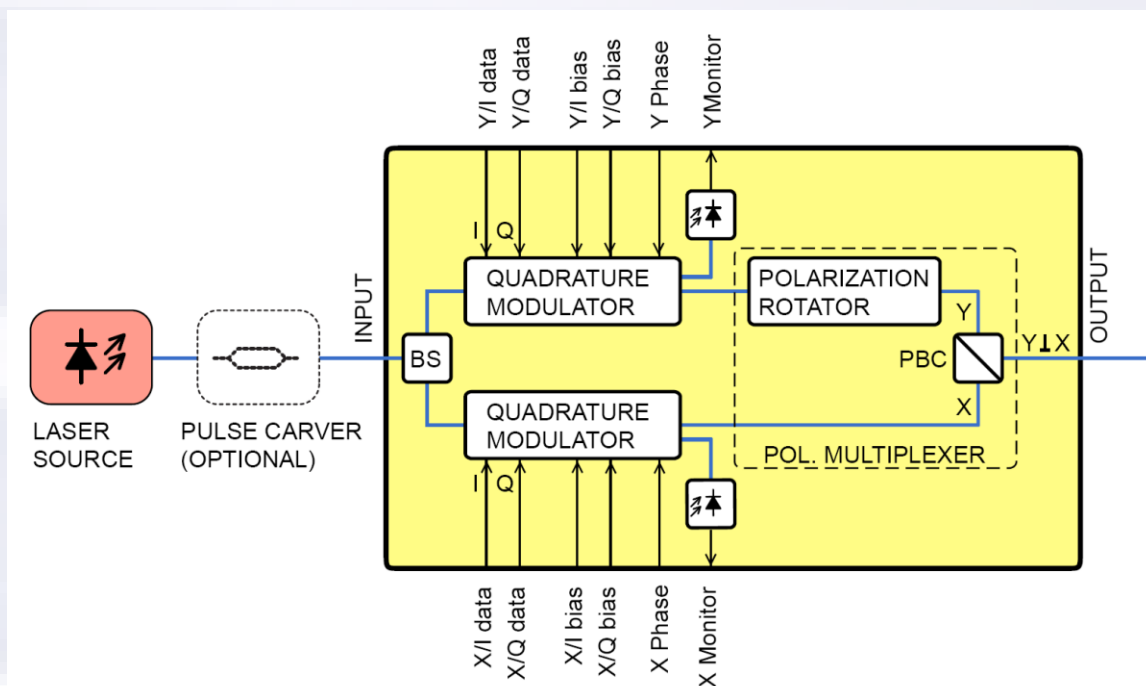 Y/I data
Y/Q data
Y/I bias
Y/Q bias
Y Phase
YMonitor
I Q
INPUT
QUADRATURE
MODULATOR
POLARIZATION
ROTATOR
OUTPUT
Y
BS
PBC
Y⊥X
LASER
SOURCE
PULSE CARVER
(OPTIONAL)
QUADRATURE
MODULATOR
X
POL. MULTIPLEXER
I Q
X/I data
X/Q data
X/I bias
X/Q bias
X Phase
X Monitor